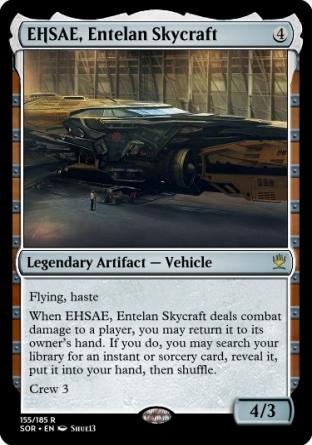 EHSAE, Entelan Skycraft 4
Legendary Artifact — Vehicle
Flying, haste
When EHSAE, Entelan Skycraft deals combat
damage to a player, you may return it to its
owner's hand. If you do, you may search your
library for an instant or sorcery card, reveal it,
put it into your hand, then shuffle.
Crew 3
4/3
155/185 R
SOR • EN Shue13